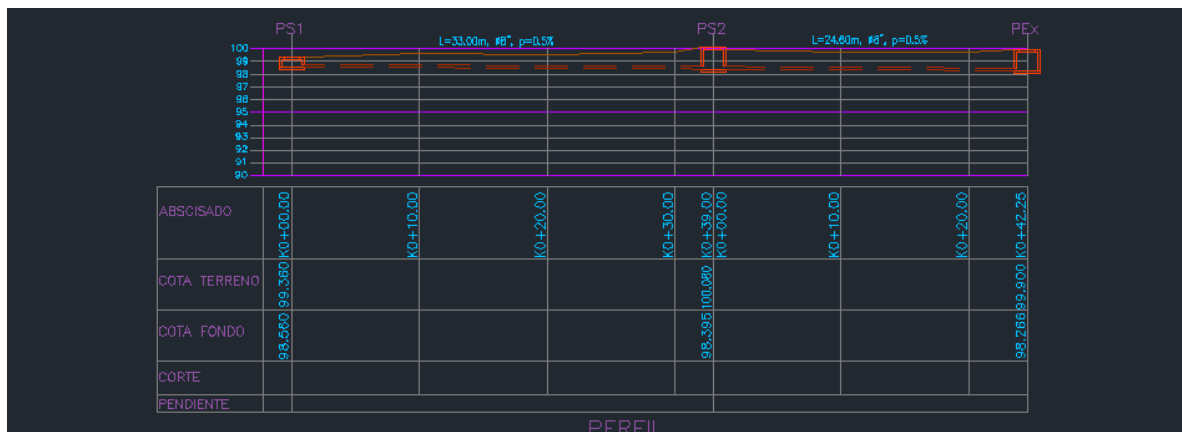 PS1 PS2 PEx
L=33.00m, ø8", p=0.5% L=24.60m, ø8", p=0.5%
100
99
98
97
96
95
94
93
92
91
90
ABSCISADO K0+00.00 K0+10.00 K0+20.00 K0+30.00 K0+39.00 K0+00.00 K0+10.00 K0+20.00 K0+42.25
COTA TERRENO 99.360 100.080 99.900
COTA FONDO 98.560 98.395 98.266
CORTE
PENDIENTE
PERFIL